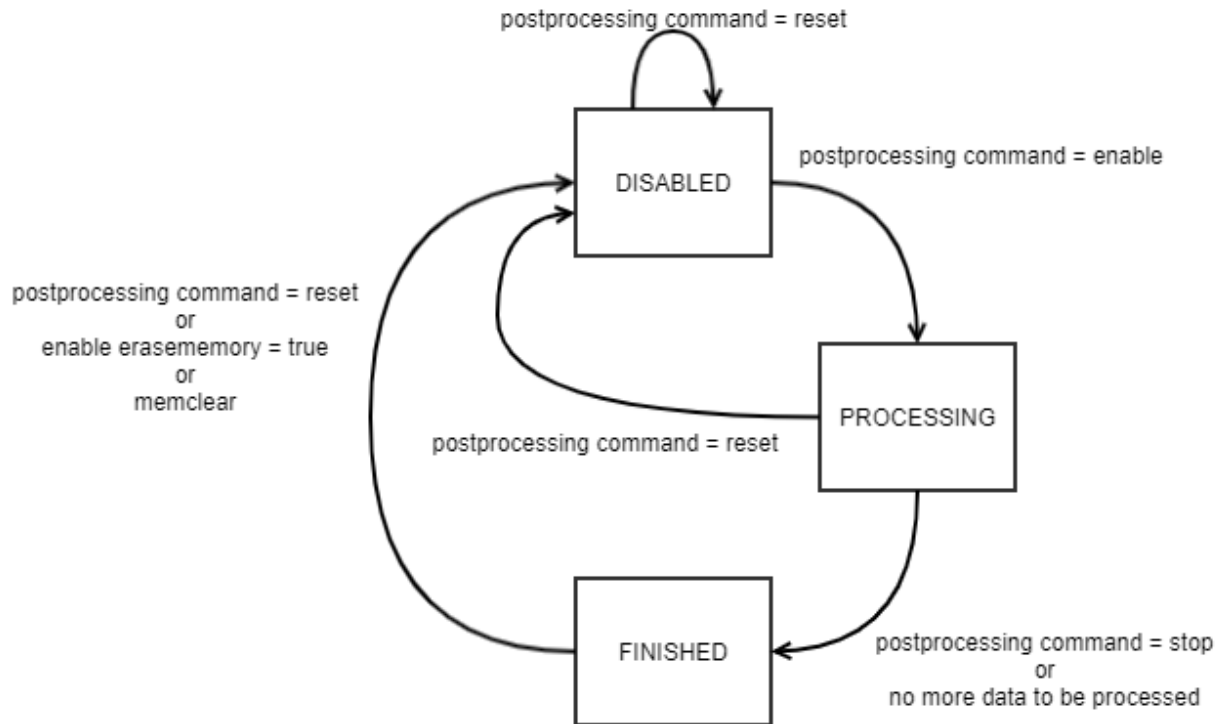 postprocessing command = reset
postprocessing command = enable
DISABLED
postprocessing command = reset
or
enable erasememory = true
or
memclear
PROCESSING
postprocessing command = reset
FINISHED
postprocessing command = stop
or
no more data to be processed